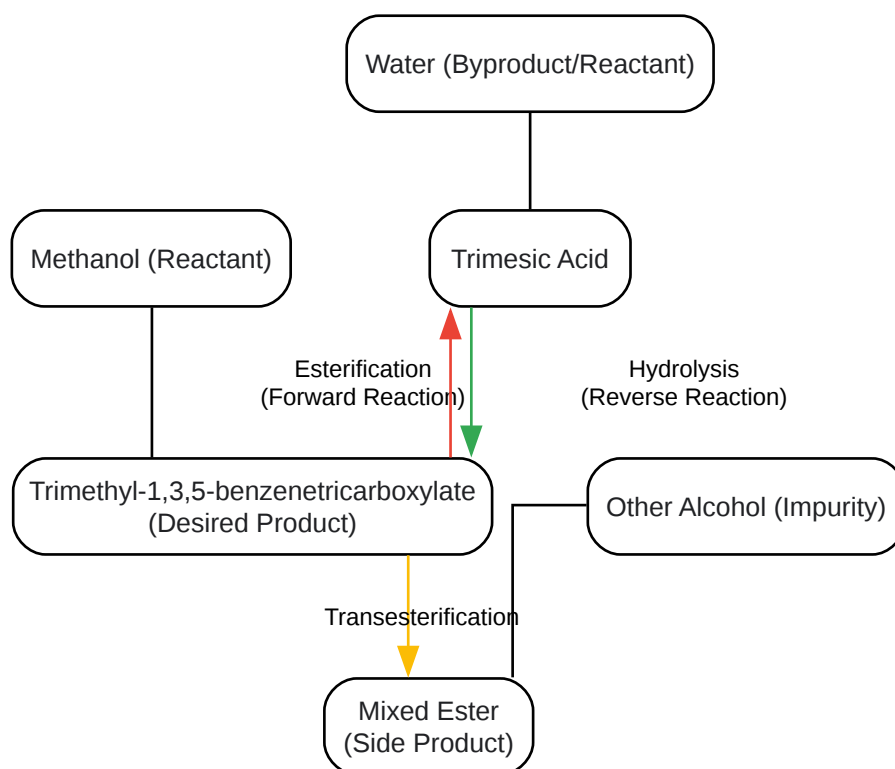 Water (Byproduct/Reactant)
Methanol (Reactant)
Trimesic Acid
Esterification
(Forward Reaction)
Hydrolysis
(Reverse Reaction)
Trimethyl-1,3,5-benzenetricarboxylate
(Desired Product)
Other Alcohol (Impurity)
Transesterification
Mixed Ester
(Side Product)